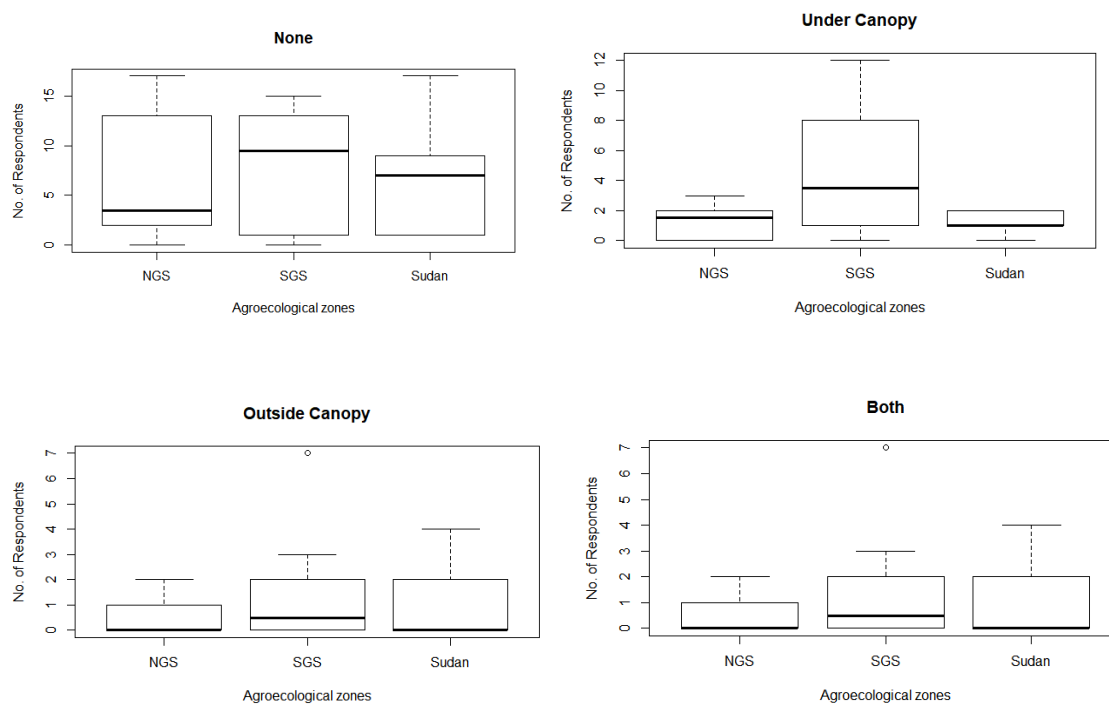 None
No. of Respondents
15
10
5
0
NGS SGS Sudan
Agroecological zones
Under Canopy
No. of Respondents
12
10
8
6
4
2
0
NGS SGS Sudan
Agroecological zones
Outside Canopy
No. of Respondents
7
6
5
4
3
2
1
0
NGS SGS Sudan
Agroecological zones
Both
No. of Respondents
7
6
5
4
3
2
1
0
NGS SGS Sudan
Agroecological zones